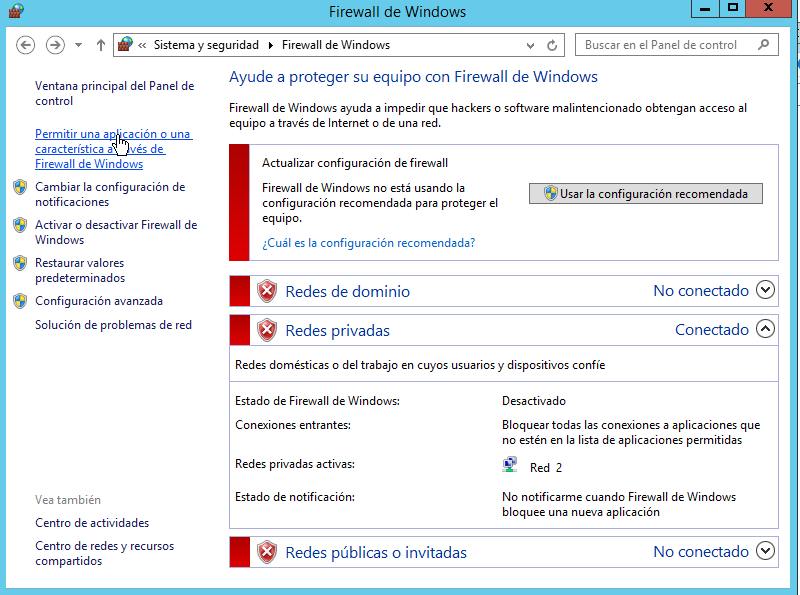 Firewall de Windows
« Sistema y seguridad ▸ Firewall de Windows
Buscar en el Panel de control
Ventana principal del Panel de
control
Permitir una aplicación o una
característica a través de
Firewall de Windows
Cambiar la configuración de
notificaciones
Activar o desactivar Firewall de
Windows
Restaurar valores
predeterminados
Configuración avanzada
Solución de problemas de red
Vea también
Centro de actividades
Centro de redes y recursos
compartidos
Ayude a proteger su equipo con Firewall de Windows
Firewall de Windows ayuda a impedir que hackers o software malintencionado obtengan acceso al
equipo a través de Internet o de una red.
Actualizar configuración de firewall
Firewall de Windows no está usando la
configuración recomendada para proteger el
equipo.
Usar la configuración recomendada
¿Cuál es la configuración recomendada?
Redes de dominio No conectado
Redes privadas Conectado
Redes domésticas o del trabajo en cuyos usuarios y dispositivos confíe
Estado de Firewall de Windows: Desactivado
Conexiones entrantes: Bloquear todas las conexiones a aplicaciones que
no estén en la lista de aplicaciones permitidas
Redes privadas activas: Red 2
Estado de notificación: No notificarme cuando Firewall de Windows
bloquee una nueva aplicación
Redes públicas o invitadas No conectado